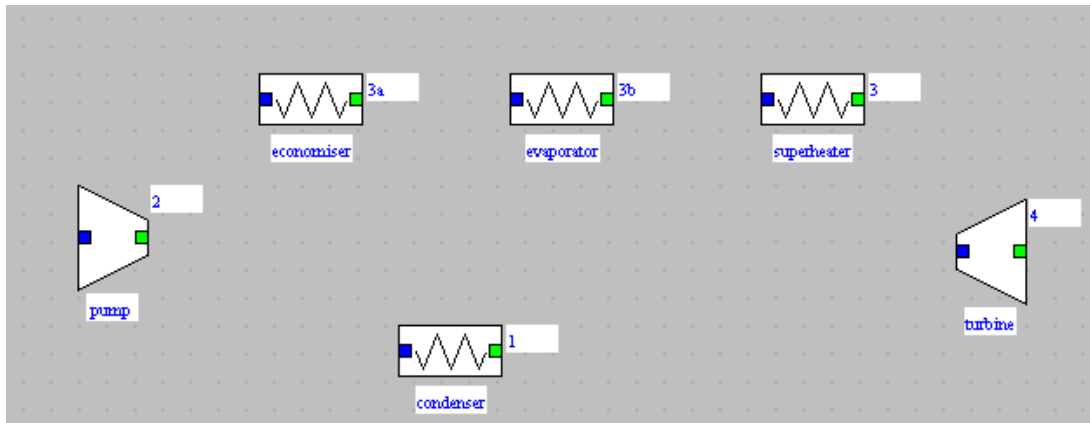 3a
3b
3
economiser
evaporator
superheater
2
4
pump
turbine
1
condenser